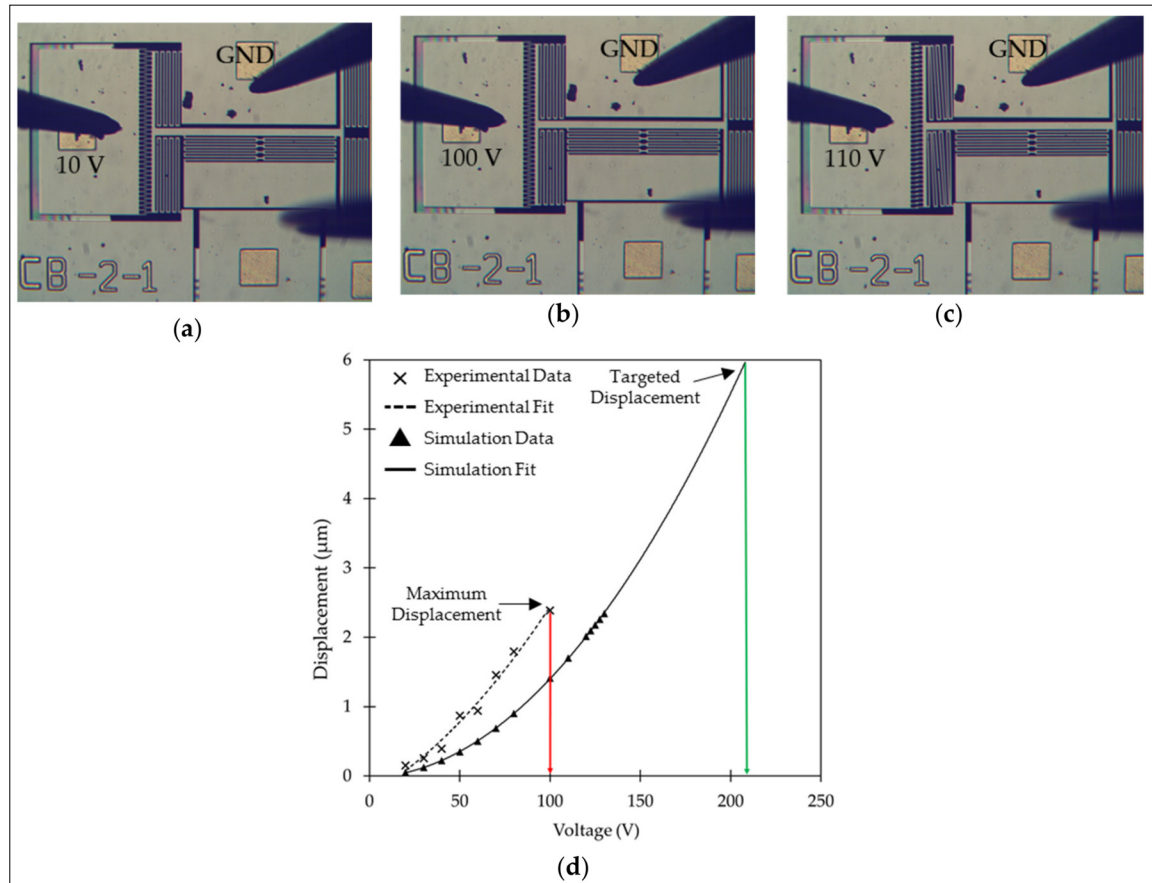 GND
10 V
CB-2-1
(a)
GND
100 V
CB-2-1
(b)
GND
110 V
CB-2-1
(c)
6
5
4
3
2
1
0
Displacement (μm)
Experimental Data
Experimental Fit
Simulation Data
Simulation Fit
Targeted
Displacement
Maximum
Displacement
0
50
100
150
200
250
Voltage (V)
(d)